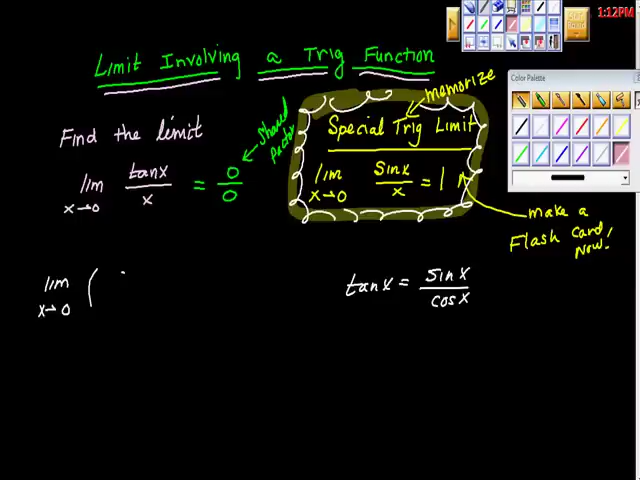 1:12PM
Color Palette
Limit Involving a Trig Function
memorize
Find the limit
Shared factor
Special Trig Limit
lim x→0 tanx/x = 0/0
lim x→0 sinx/x = 1
make a
Flash card,
Now!
lim x→0 (
tanx = sinx/cosx